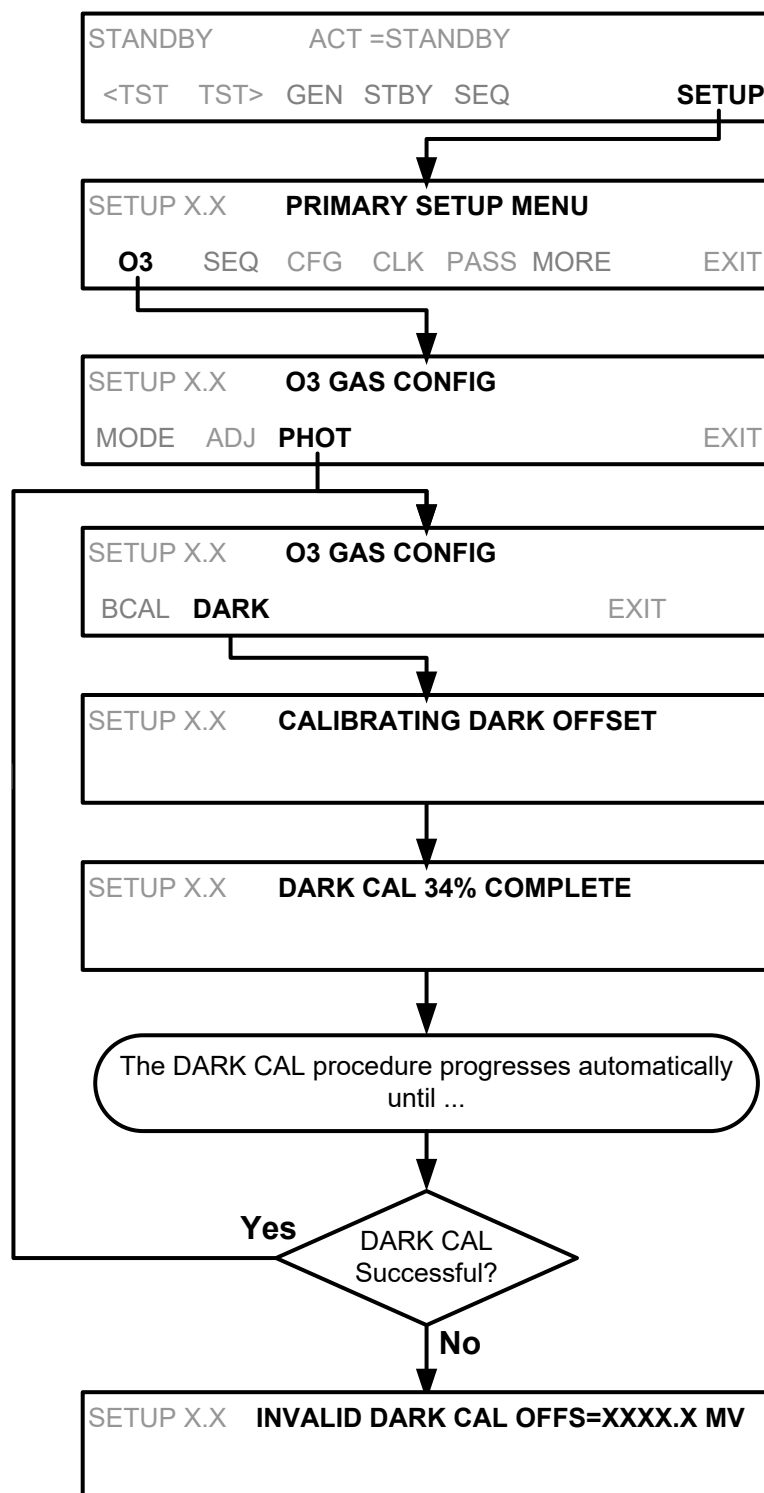 STANDBY ACT =STANDBY
<TST TST> GEN STBY SEQ SETUP
SETUP X.X PRIMARY SETUP MENU
O3 SEQ CFG CLK PASS MORE EXIT
SETUP X.X O3 GAS CONFIG
MODE ADJ PHOT EXIT
SETUP X.X O3 GAS CONFIG
BCAL DARK EXIT
SETUP X.X CALIBRATING DARK OFFSET
SETUP X.X DARK CAL 34% COMPLETE
The DARK CAL procedure progresses automatically
until ...
Yes
DARK CAL
Successful?
No
SETUP X.X INVALID DARK CAL OFFS=XXXX.X MV